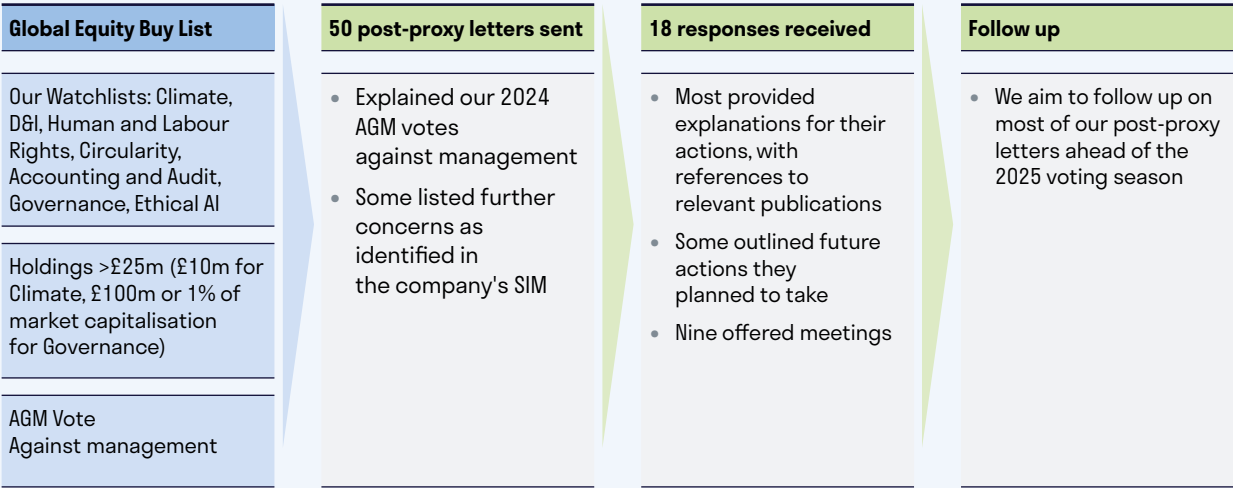 Global Equity Buy List
Our Watchlists: Climate,
D&I, Human and Labour
Rights, Circularity,
Accounting and Audit,
Governance, Ethical AI
Holdings >£25m (£10m for
Climate, £100m or 1% of
market capitalisation
for Governance)
AGM Vote
Against management
50 post-proxy letters sent
• Explained our 2024
AGM votes
against management
• Some listed further
concerns as
identified in
the company's SIM
18 responses received
• Most provided
explanations for their
actions, with
references to
relevant publications
• Some outlined future
actions they
planned to take
• Nine offered meetings
Follow up
• We aim to follow up on
most of our post-proxy
letters ahead of the
2025 voting season